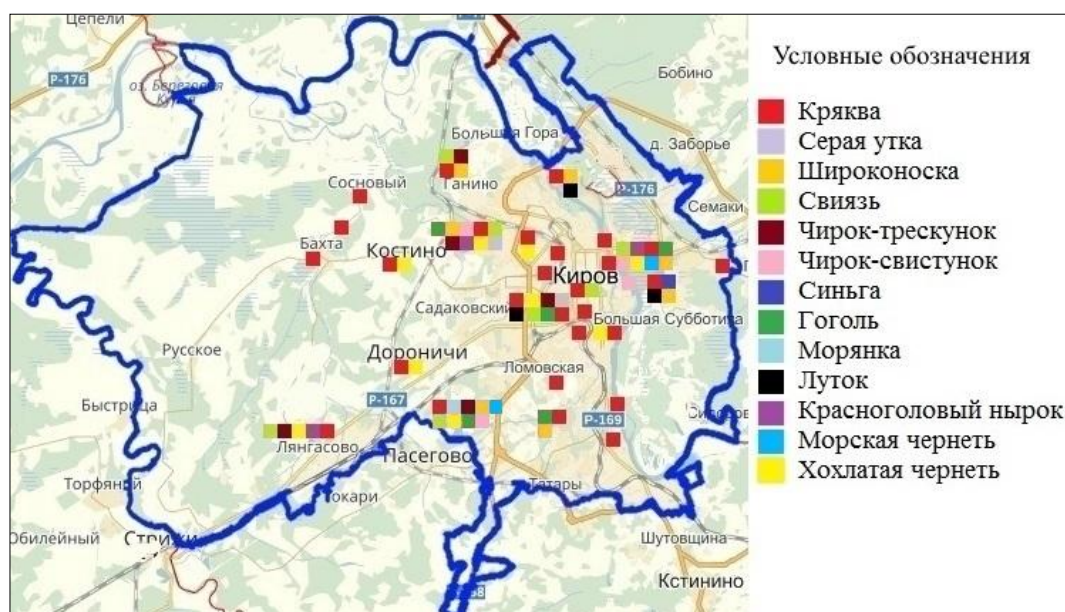 Цепели
Р-176
оз. Береговая
Курья
Бобино
Большая Гора
д. Заборье
Сосновый
Ганино
Р-176
Семаки
Бахта
Костино
Киров
Садаковский
Большая Субботиха
Русское
Дороничи
Ломовская
Быстрица
Р-167
Р-169
Лянгасово
Пасегово
Торфяной
Токари
Татары
Юбилейный
Стрижи
Шутовщина
Кстинино
Условные обозначения
Кряква
Серая утка
Широконоска
Свиязь
Чирок-трескунок
Чирок-свистунок
Синьга
Гоголь
Морянка
Луток
Красноголовый нырок
Морская чернеть
Хохлатая чернеть